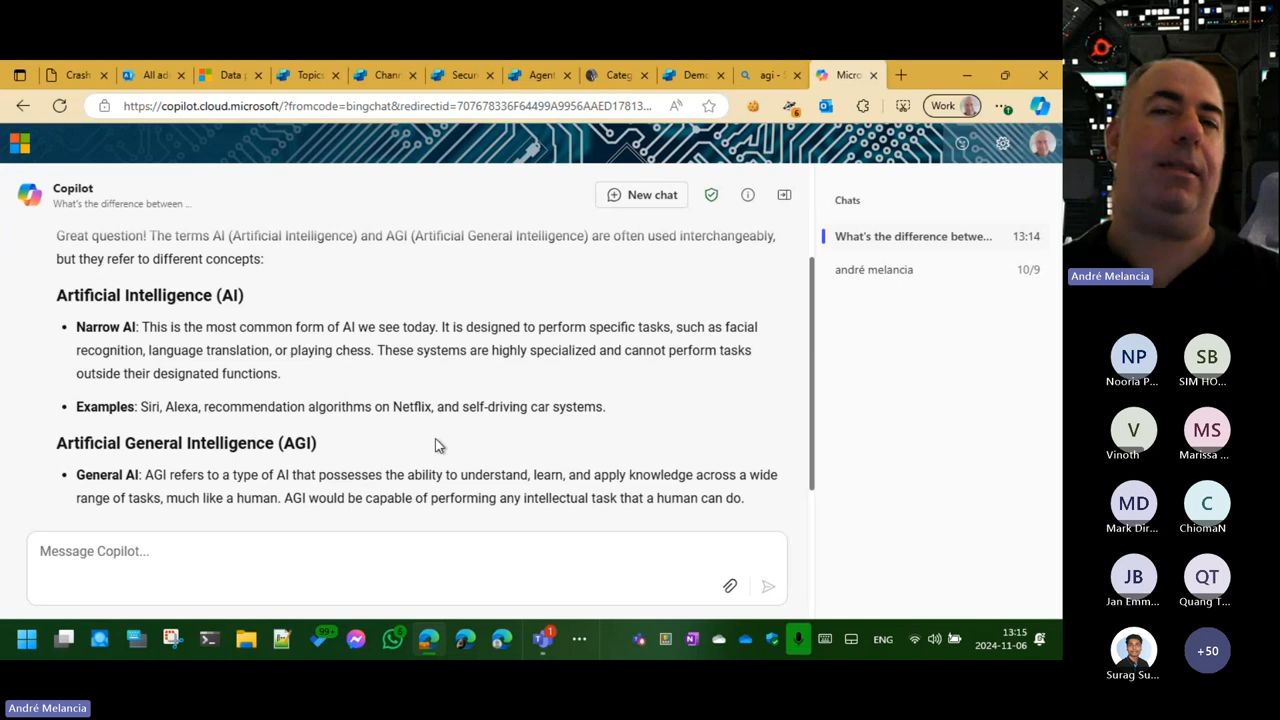 Crash
All ad
Data
Topics
Chann
Secur
Agent
Categ
Demo
agi -
Micro
https://copilot.cloud.microsoft/?fromcode=bingchat&redirectid=707678336F64499A9956AAED17813...
Work
Copilot
What's the difference between ...
New chat
Chats
What's the difference betwe... 13:14
andré melancia 10/9
Great question! The terms AI (Artificial Intelligence) and AGI (Artificial General Intelligence) are often used interchangeably,
but they refer to different concepts:
Artificial Intelligence (AI)
• Narrow AI: This is the most common form of AI we see today. It is designed to perform specific tasks, such as facial
recognition, language translation, or playing chess. These systems are highly specialized and cannot perform tasks
outside their designated functions.
• Examples: Siri, Alexa, recommendation algorithms on Netflix, and self-driving car systems.
Artificial General Intelligence (AGI)
• General AI: AGI refers to a type of AI that possesses the ability to understand, learn, and apply knowledge across a wide
range of tasks, much like a human. AGI would be capable of performing any intellectual task that a human can do.
Message Copilot...
99+
ENG
13:15
2024-11-06
André Melancia
NP
Nooria P...
SB
SIM HO...
V
Vinoth
MS
Marissa ...
MD
Mark Dir...
C
ChiomaN
JB
Jan Emm...
QT
Quang T...
Surag Su...
+50
André Melancia